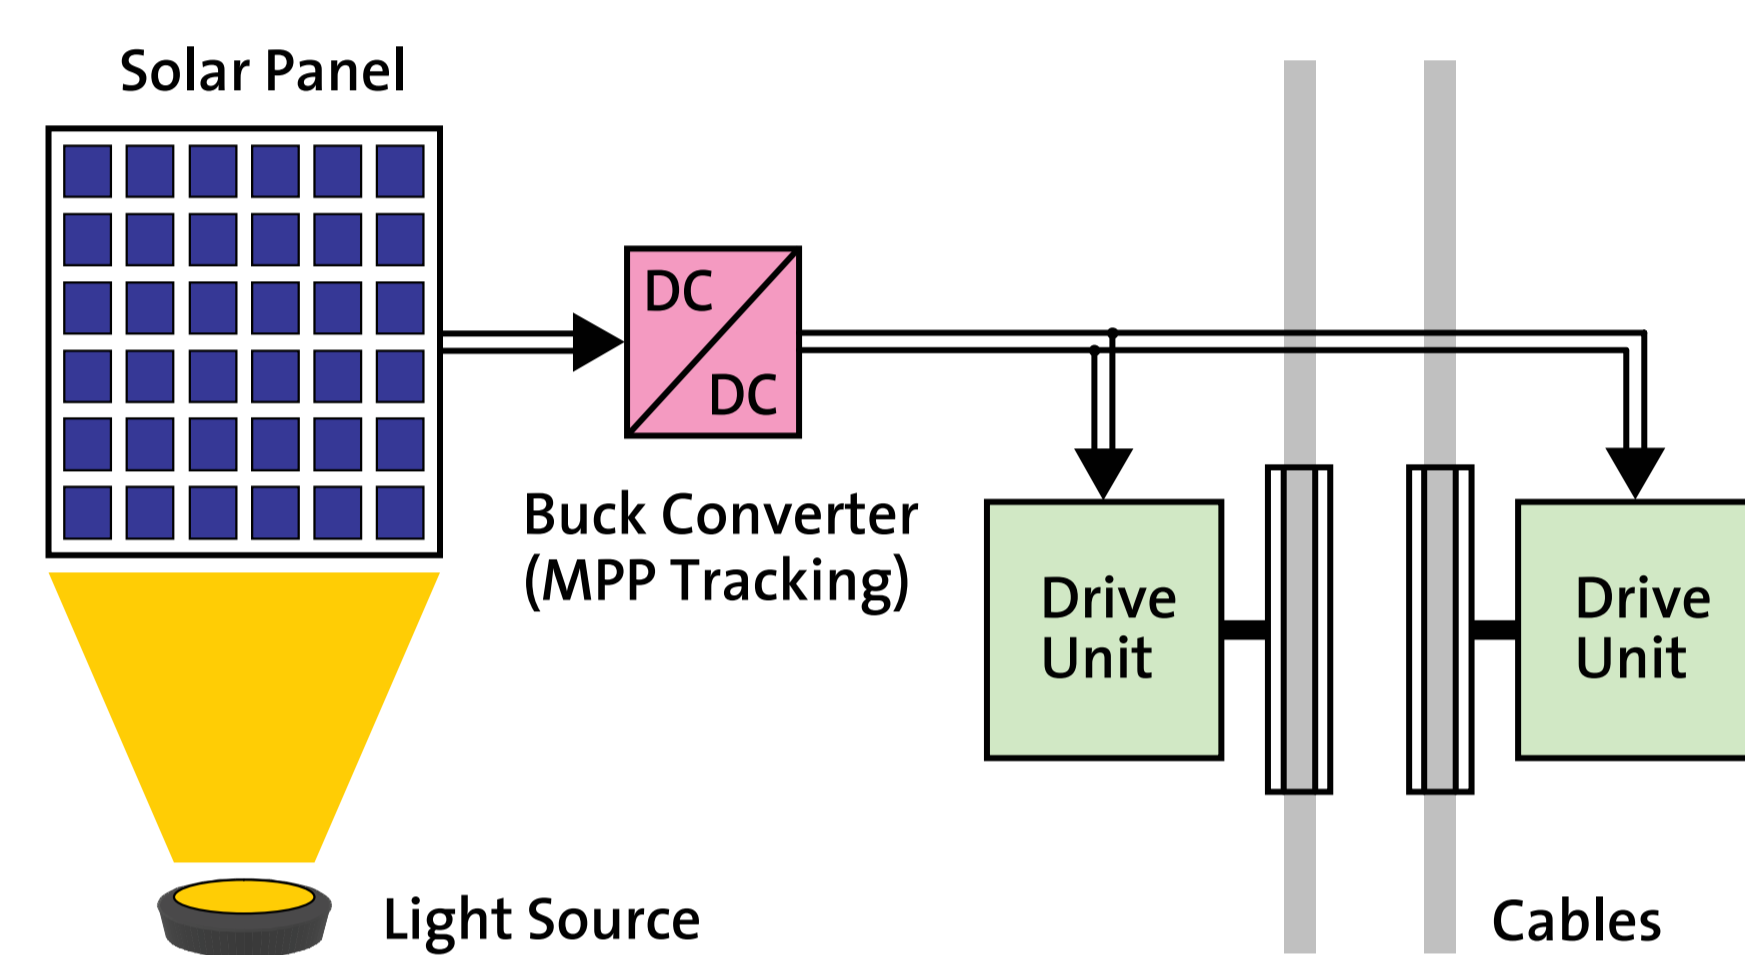 Solar Panel
DC
DC
Buck Converter
(MPP Tracking)
Drive
Unit
Drive
Unit
Light Source
Cables